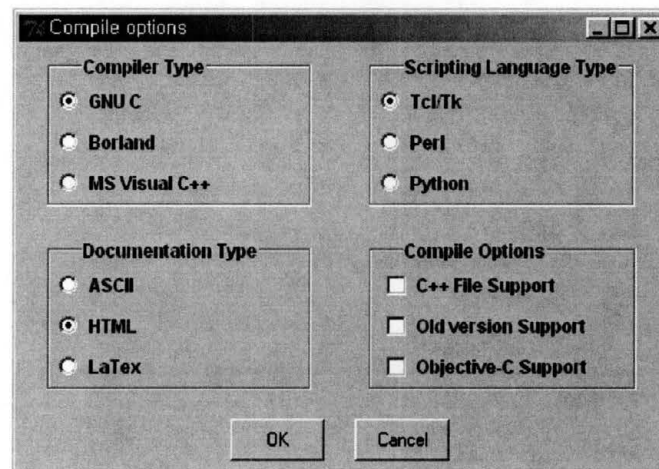 Compile options
Compiler Type
GNU C
Borland
MS Visual C++
Scripting Language Type
Tcl/Tk
Perl
Python
Documentation Type
ASCII
HTML
LaTex
Compile Options
C++ File Support
Old version Support
Objective-C Support
OK
Cancel